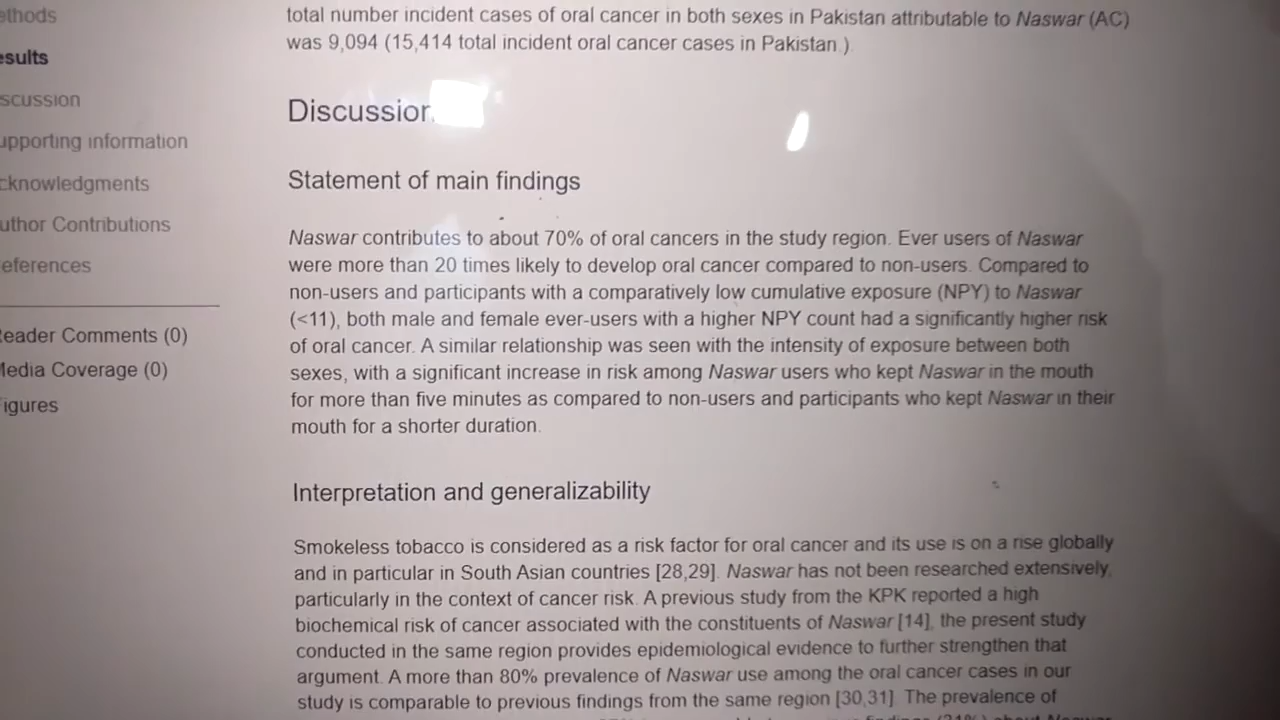 ethods
esults
scussion
upporting information
cknowledgments
uthor Contributions
eferences
eader Comments (0)
edia Coverage (0)
igures
total number incident cases of oral cancer in both sexes in Pakistan attributable to Naswar (AC)
was 9,094 (15,414 total incident oral cancer cases in Pakistan ).
Discussion
Statement of main findings
Naswar contributes to about 70% of oral cancers in the study region. Ever users of Naswar
were more than 20 times likely to develop oral cancer compared to non-users. Compared to
non-users and participants with a comparatively low cumulative exposure (NPY) to Naswar
(<11), both male and female ever-users with a higher NPY count had a significantly higher risk
of oral cancer. A similar relationship was seen with the intensity of exposure between both
sexes, with a significant increase in risk among Naswar users who kept Naswar in the mouth
for more than five minutes as compared to non-users and participants who kept Naswar in their
mouth for a shorter duration.
Interpretation and generalizability
Smokeless tobacco is considered as a risk factor for oral cancer and its use is on a rise globally
and in particular in South Asian countries [28,29]. Naswar has not been researched extensively,
particularly in the context of cancer risk. A previous study from the KPK reported a high
biochemical risk of cancer associated with the constituents of Naswar [14], the present study
conducted in the same region provides epidemiological evidence to further strengthen that
argument. A more than 80% prevalence of Naswar use among the oral cancer cases in our
study is comparable to previous findings from the same region [30,31]. The prevalence of